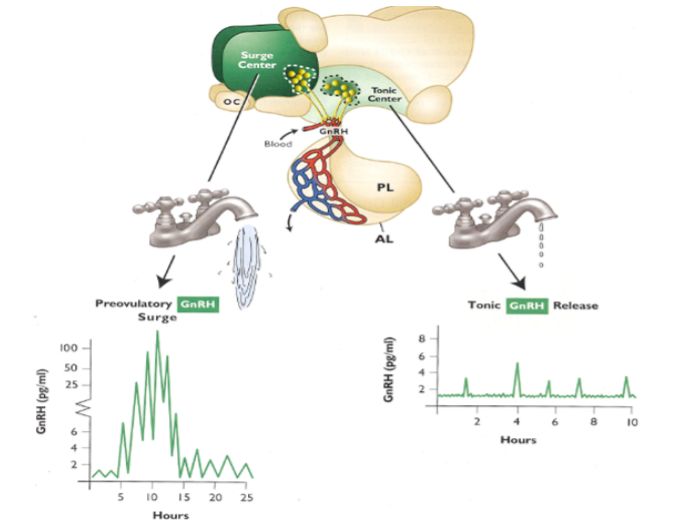 Surge
Center
OC
Tonic
Center
GnRH
Blood
PL
AL
Preovulatory GnRH
Surge
GnRH (pg/ml)
100
50
25
6
4
2
5 10 15 20 25
Hours
Tonic GnRH Release
GnRH (pg/ml)
8
6
4
2
2 4 6 8 10
Hours